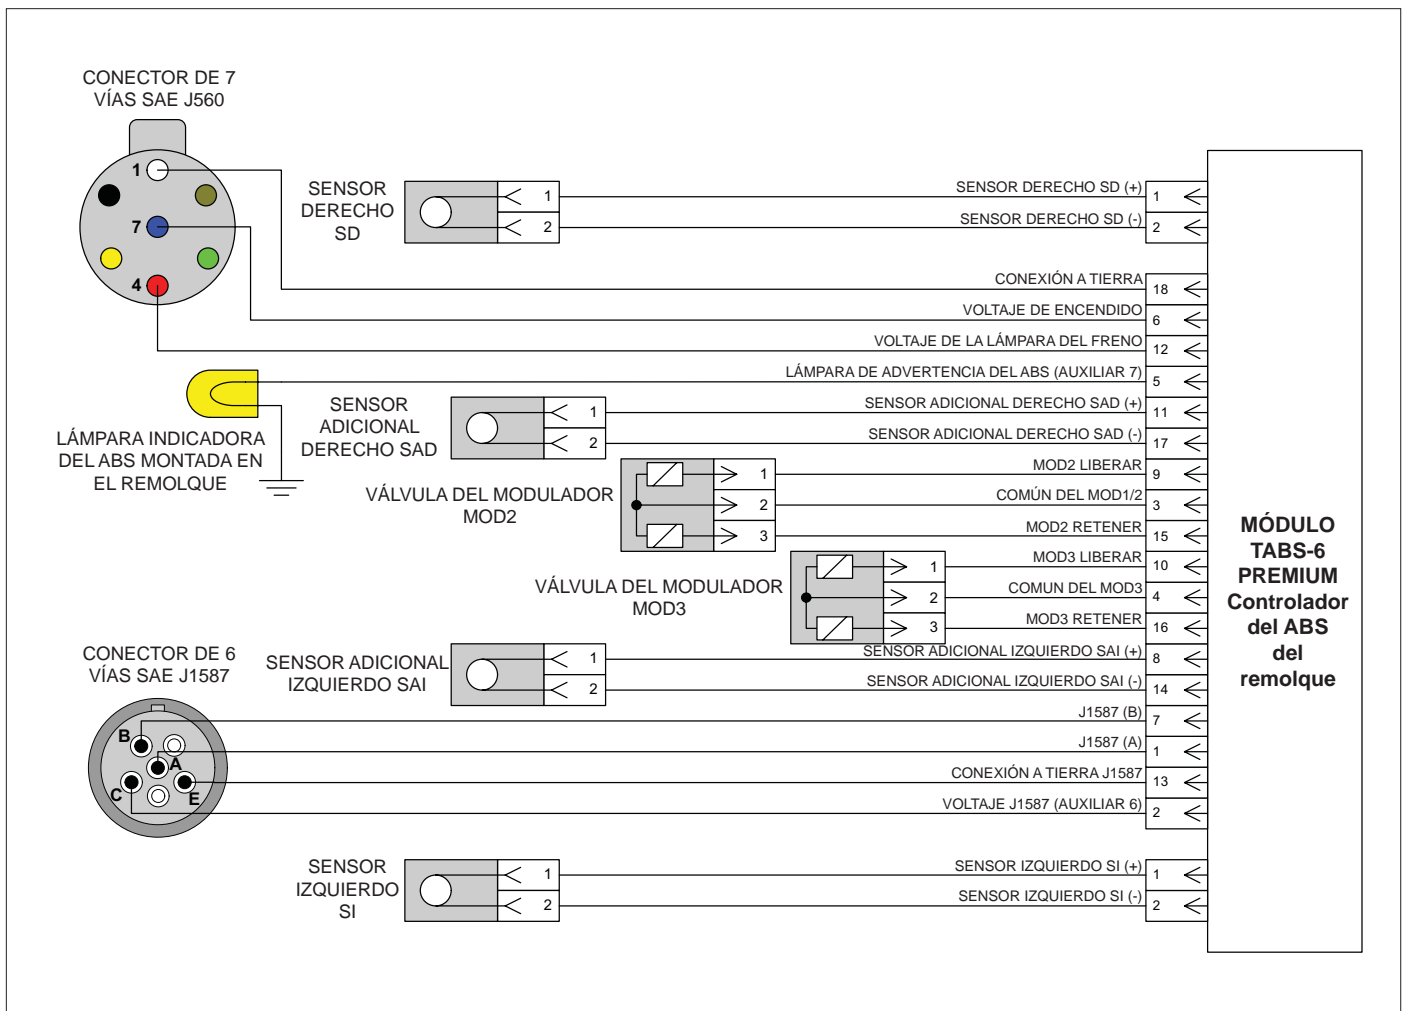 CONECTOR DE 7
VÍAS SAE J560
1
7
4
SENSOR
DERECHO
SD
1
2
SENSOR DERECHO SD (+)
1
SENSOR DERECHO SD (-)
2
CONEXIÓN A TIERRA
18
VOLTAJE DE ENCENDIDO
6
VOLTAJE DE LA LÁMPARA DEL FRENO
12
LÁMPARA DE ADVERTENCIA DEL ABS (AUXILIAR 7)
5
LÁMPARA INDICADORA
DEL ABS MONTADA EN
EL REMOLQUE
SENSOR
ADICIONAL
DERECHO SAD
1
2
SENSOR ADICIONAL DERECHO SAD (+)
11
SENSOR ADICIONAL DERECHO SAD (-)
17
VÁLVULA DEL MODULADOR
MOD2
1
2
3
MOD2 LIBERAR
9
COMÚN DEL MOD1/2
3
MOD2 RETENER
15
VÁLVULA DEL MODULADOR
MOD3
1
2
3
MOD3 LIBERAR
10
COMUN DEL MOD3
4
MOD3 RETENER
16
SENSOR ADICIONAL
IZQUIERDO SAI
1
2
SENSOR ADICIONAL IZQUIERDO SAI (+)
8
SENSOR ADICIONAL IZQUIERDO SAI (-)
14
CONECTOR DE 6
VÍAS SAE J1587
B
A
C
E
J1587 (B)
7
J1587 (A)
1
CONEXIÓN A TIERRA J1587
13
VOLTAJE J1587 (AUXILIAR 6)
2
SENSOR
IZQUIERDO
SI
1
2
SENSOR IZQUIERDO SI (+)
1
SENSOR IZQUIERDO SI (-)
2
MÓDULO
TABS-6
PREMIUM
Controlador
del ABS
del
remolque